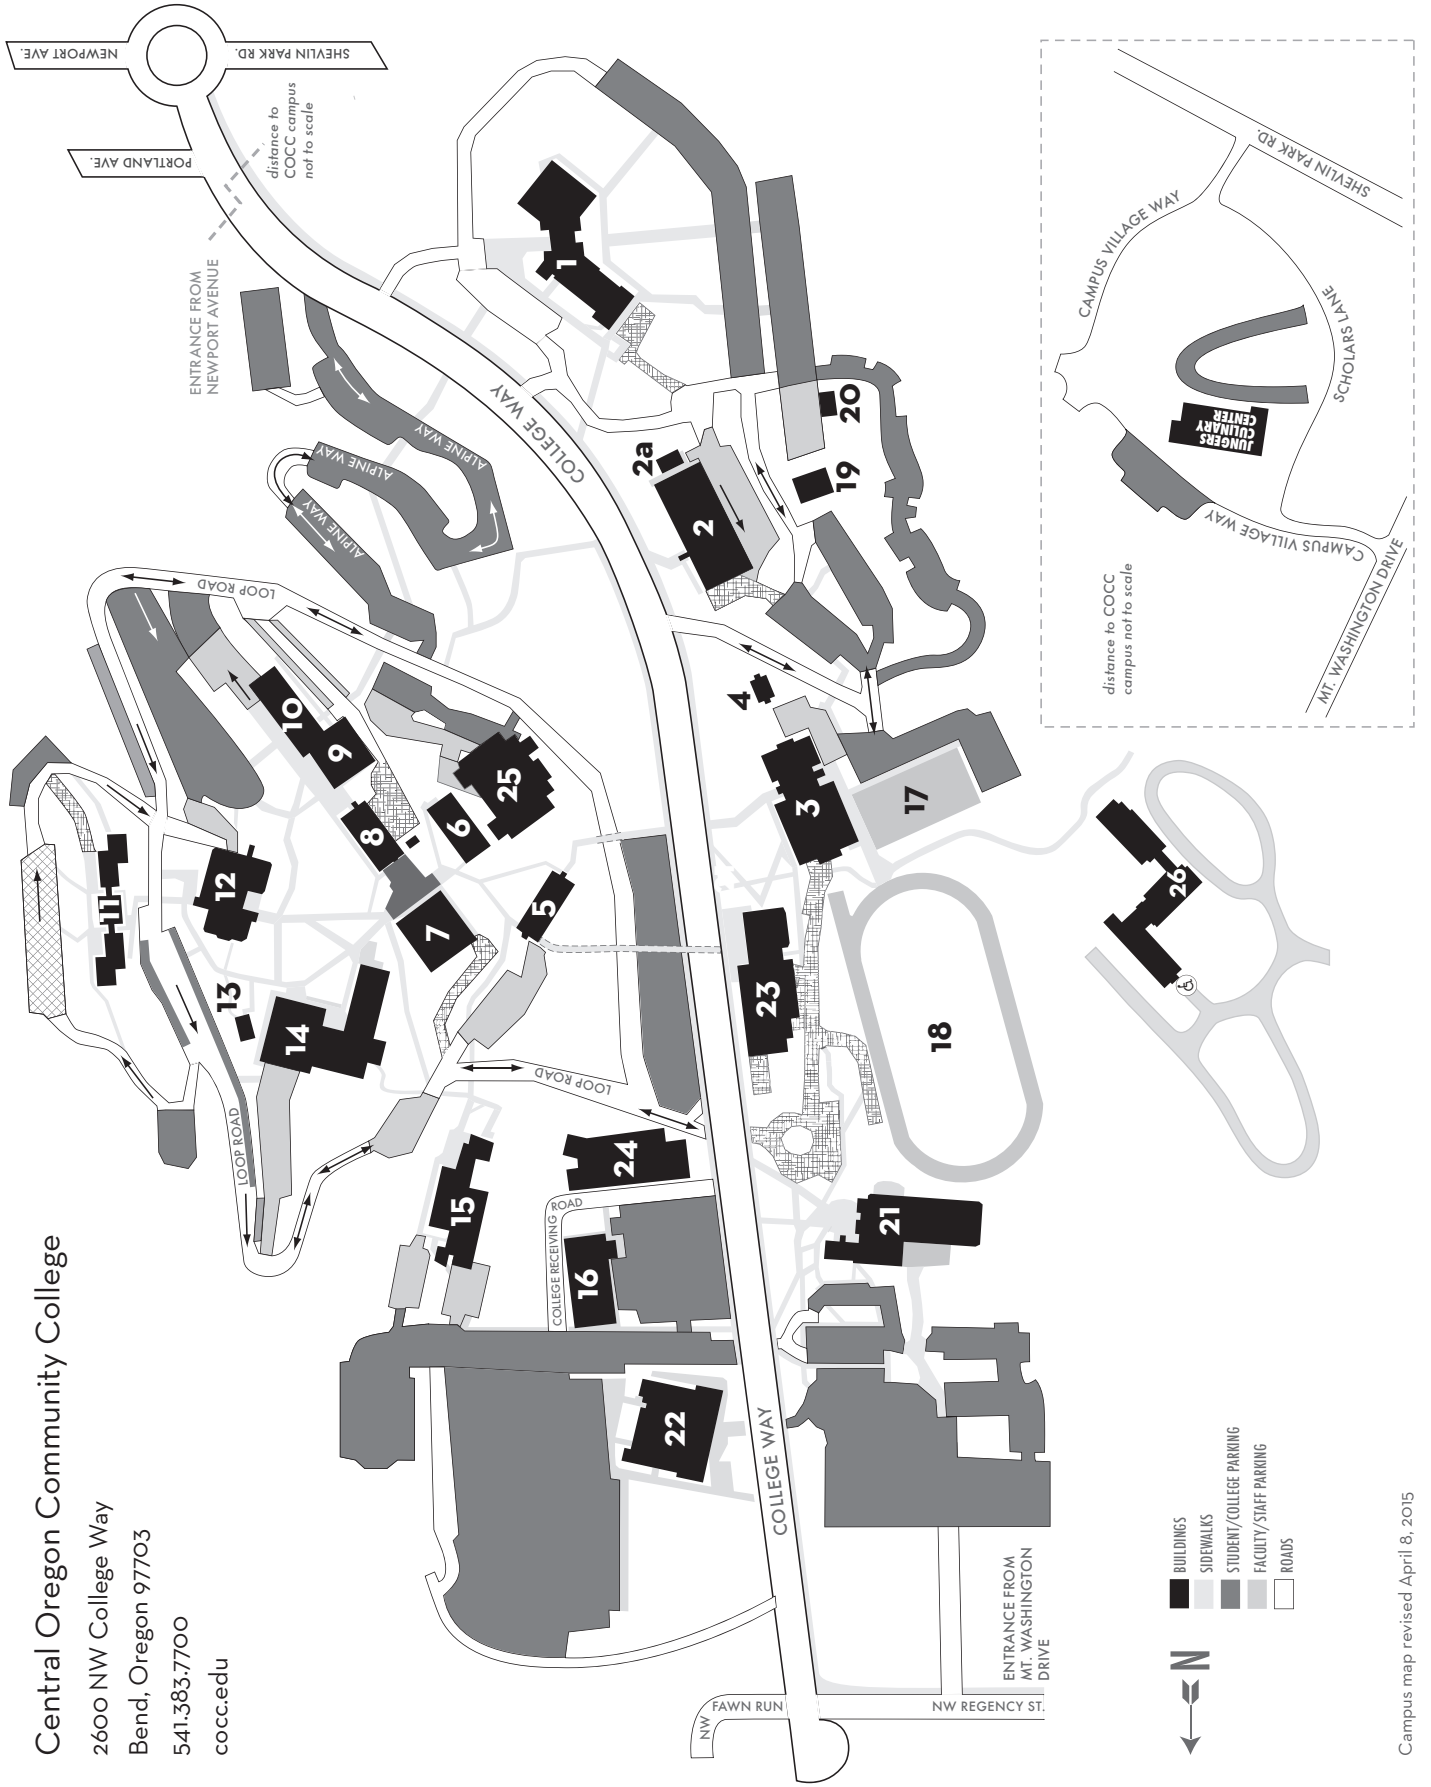 Central Oregon Community College
2600 NW College Way
Bend, Oregon 97703
541.383.7700
cocc.edu
NEWPORT AVE.
SHEVLIN PARK RD.
PORTLAND AVE.
distance to
COCC campus
not to scale
ENTRANCE FROM
NEWPORT AVENUE
COLLEGE WAY
ALPINE WAY
ALPINE WAY
ALPINE WAY
LOOP ROAD
LOOP ROAD
LOOP ROAD
COLLEGE RECEIVING
ROAD
COLLEGE WAY
1
2a
2
20
19
4
3
17
10
9
8
6
25
7
5
12
11
13
14
23
18
15
24
16
21
22
26
ENTRANCE FROM
MT. WASHINGTON
DRIVE
NW
FAWN RUN
NW REGENCY ST.
CAMPUS VILLAGE WAY
SHEVLIN PARK RD.
SCHOLARS LANE
JUNGERS
CULINARY
CENTER
CAMPUS VILLAGE WAY
MT. WASHINGTON DRIVE
distance to COCC
campus not to scale
BUILDINGS
SIDEWALKS
STUDENT/COLLEGE PARKING
FACULTY/STAFF PARKING
ROADS
N
Campus map revised April 8, 2015